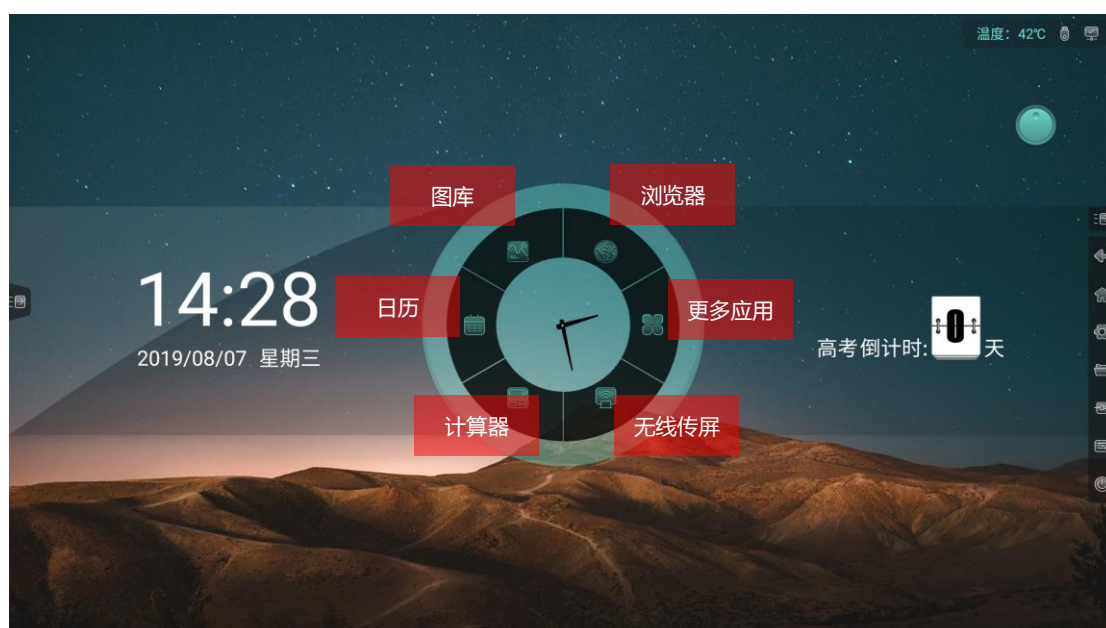 温度：42℃
图库
浏览器
14:28
2019/08/07 星期三
日历
更多应用
高考倒计时:0天
计算器
无线传屏